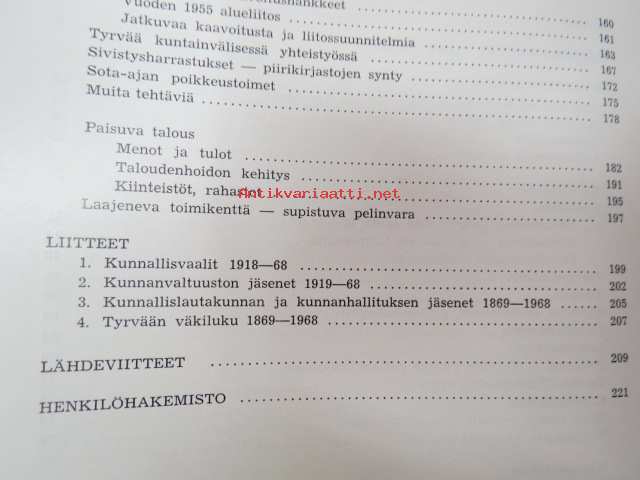 Vuoden 1955 alueliitos 160
Jatkuvaa kaavoitusta ja liitossuunnitelmia 161
Tyrvää kuntainvälisessä yhteistyössä 163
Sivistysharrastukset — piirikirjastojen synty 167
Sota-ajan poikkeustoimet 172
Muita tehtäviä 175
178
Paisuva talous
Menot ja tulot 182
Taloudenhoidon kehitys 191
Kiinteistöt, rahastot 195
Antikvariaatti.net
Laajeneva toimikenttä — supistuva pelinvara 197
LIITTEET
1. Kunnallisvaalit 1918—68 199
2. Kunnanvaltuuston jäsenet 1919—68 202
3. Kunnallislautakunnan ja kunnanhallituksen jäsenet 1869—1968 205
4. Tyrvään väkiluku 1869—1968 207
LÄHDEVIITTEET 209
HENKILÖHAKEMISTO 221